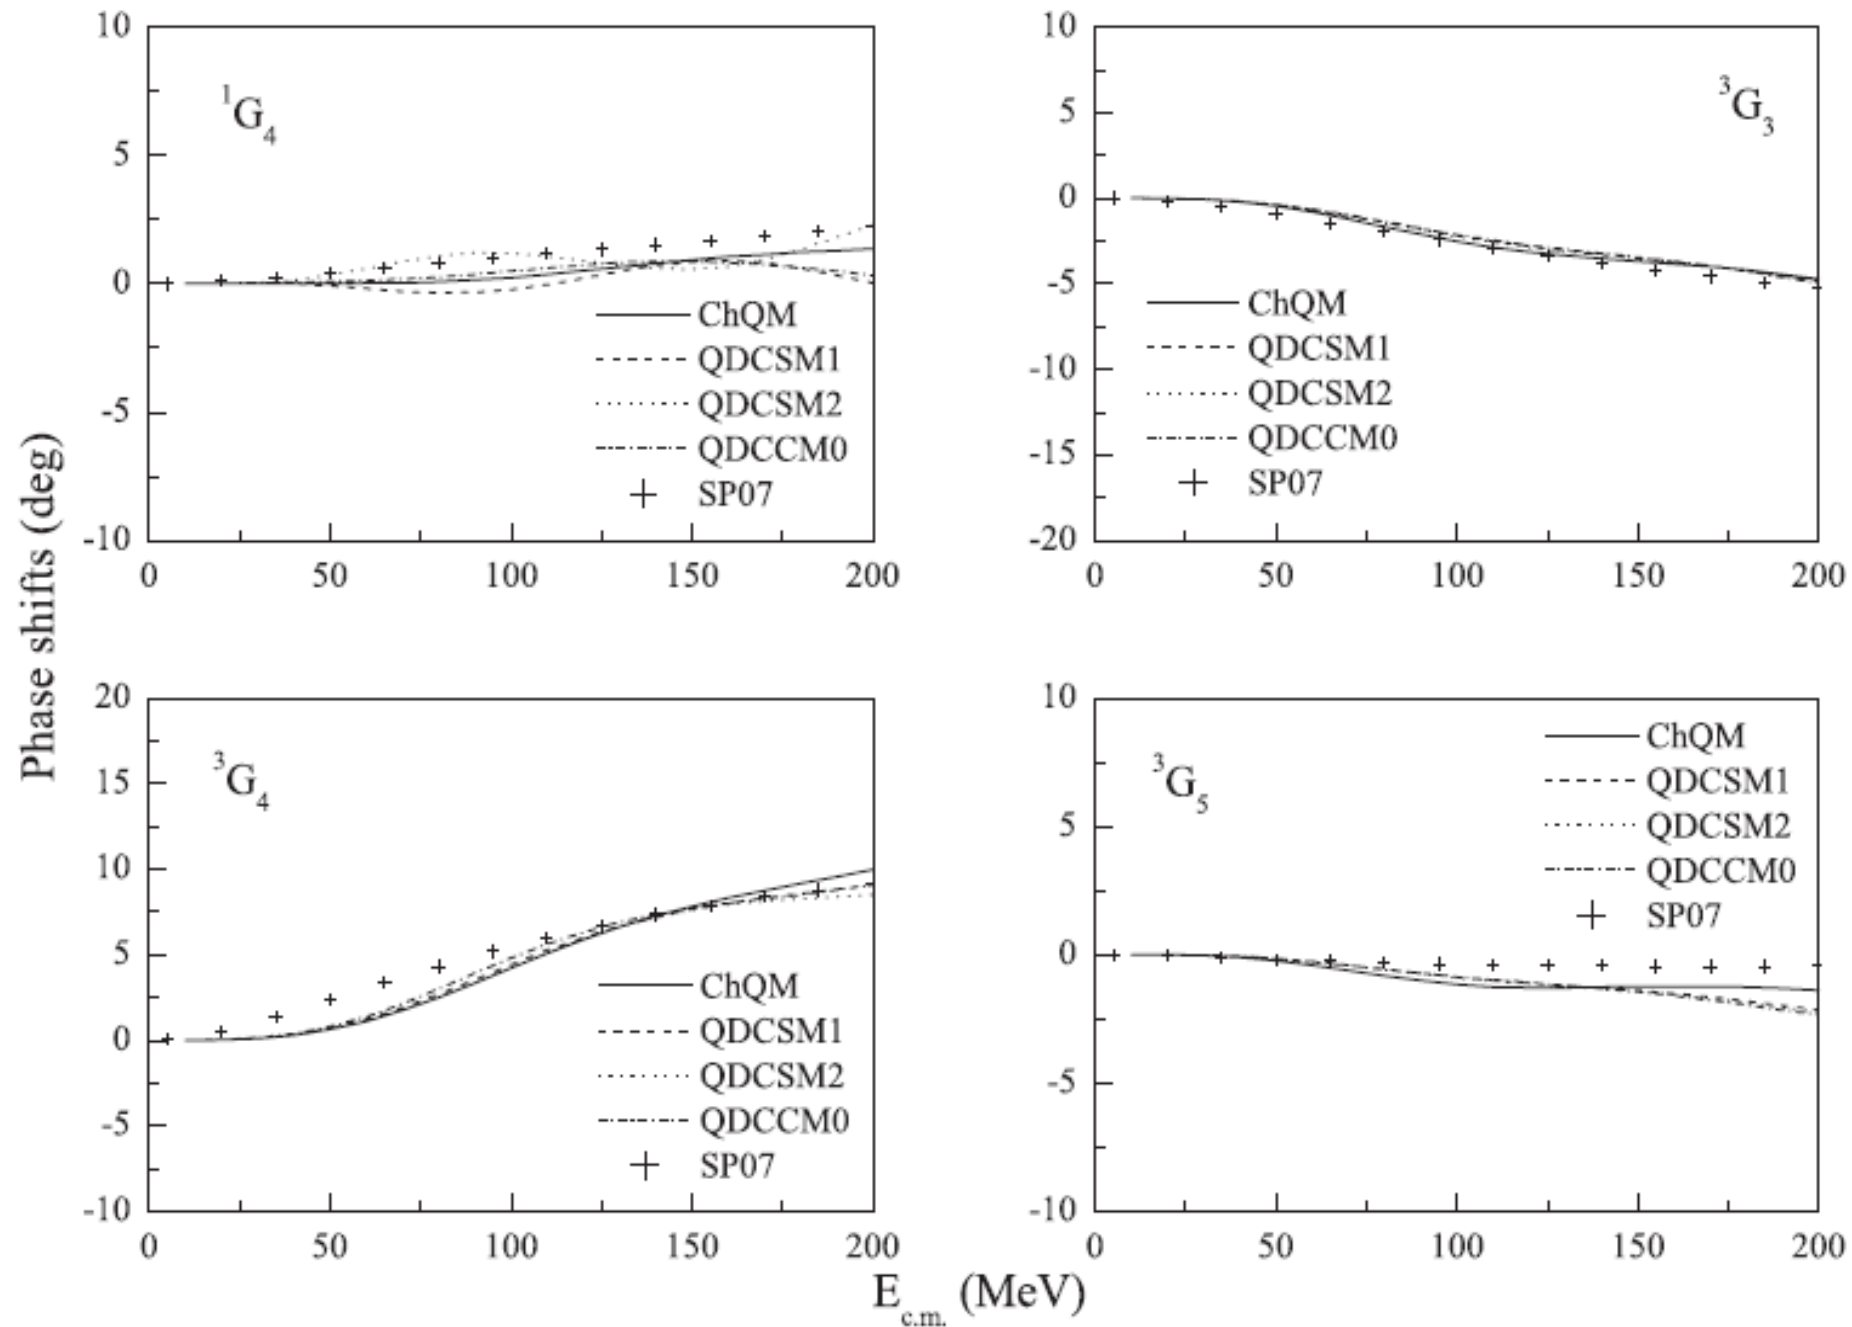 Phase shifts (deg)
10
5
0
-5
-10
0 50 100 150 200
¹G₄
ChQM
QDCSM1
QDCSM2
QDCCM0
SP07
10
5
0
-5
-10
-15
-20
0 50 100 150 200
³G₃
ChQM
QDCSM1
QDCSM2
QDCCM0
SP07
20
15
10
5
0
-5
-10
0 50 100 150 200
³G₄
ChQM
QDCSM1
QDCSM2
QDCCM0
SP07
10
5
0
-5
-10
0 50 100 150 200
³G₅
ChQM
QDCSM1
QDCSM2
QDCCM0
SP07
E_c.m. (MeV)